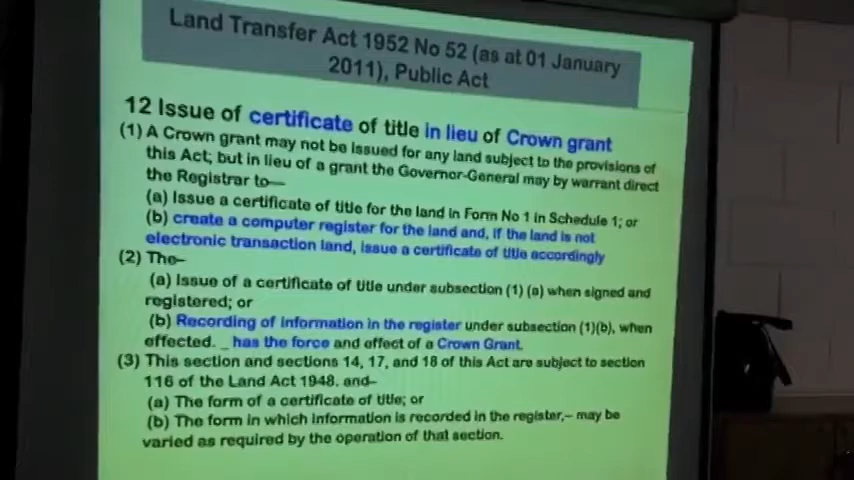 Land Transfer Act 1952 No 52 (as at 01 January
2011), Public Act
12 Issue of certificate of title in lieu of Crown grant
(1) A Crown grant may not be issued for any land subject to the provisions of
this Act; but in lieu of a grant the Governor-General may by warrant direct
the Registrar to—
(a) Issue a certificate of title for the land in Form No 1 in Schedule 1; or
(b) create a computer register for the land and, if the land is not
electronic transaction land, issue a certificate of title accordingly
(2) The–
(a) Issue of a certificate of title under subsection (1) (a) when signed and
registered; or
(b) Recording of information in the register under subsection (1)(b), when
effected. _ has the force and effect of a Crown Grant.
(3) This section and sections 14, 17, and 18 of this Act are subject to section
116 of the Land Act 1948. and–
(a) The form of a certificate of title; or
(b) The form in which information is recorded in the register,– may be
varied as required by the operation of that section.